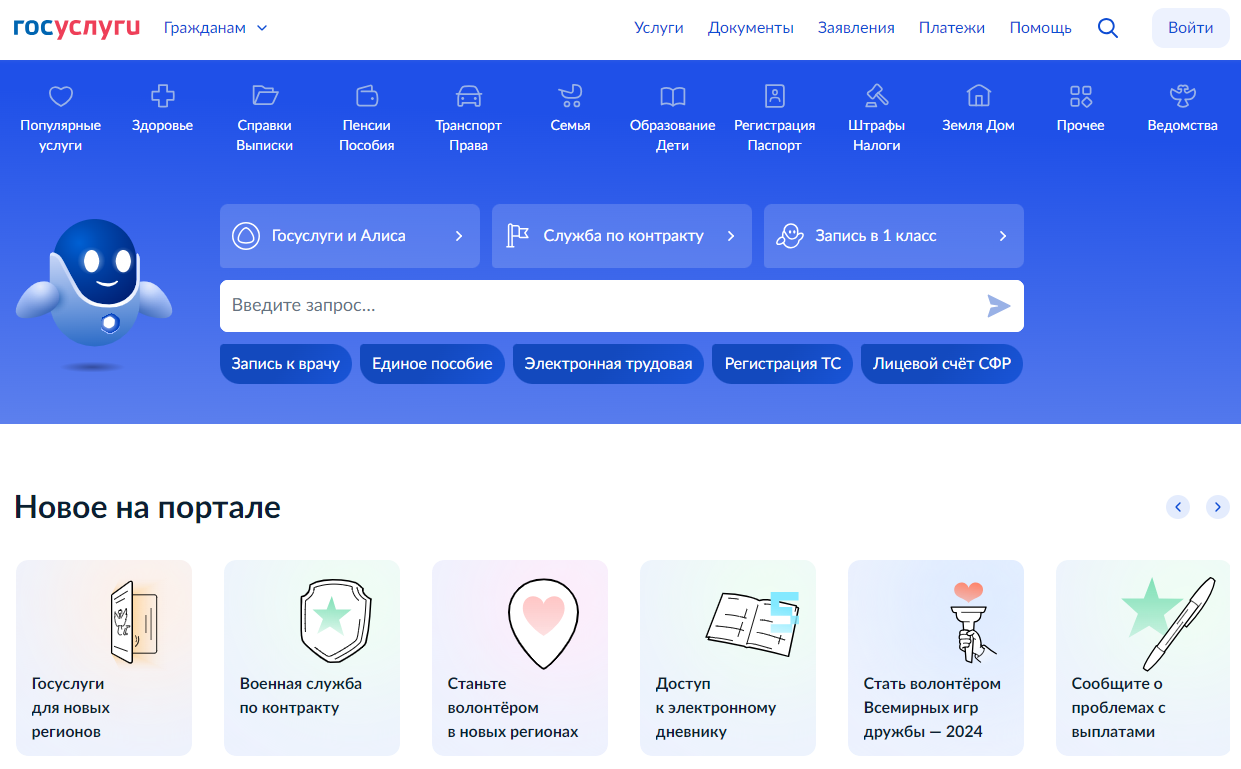 госуслуги
Гражданам
Услуги
Документы
Заявления
Платежи
Помощь
Войти
Популярные
услуги
Здоровье
Справки
Выписки
Пенсии
Пособия
Транспорт
Права
Семья
Образование
Дети
Регистрация
Паспорт
Штрафы
Налоги
Земля Дом
Прочее
Ведомства
Госуслуги и Алиса
Служба по контракту
Запись в 1 класс
Введите запрос...
Запись к врачу
Единое пособие
Электронная трудовая
Регистрация ТС
Лицевой счёт СФР
Новое на портале
Госуслуги
для новых
регионов
Военная служба
по контракту
Станьте
волонтёром
в новых регионах
5
Доступ
к электронному
дневнику
Стать волонтёром
Всемирных игр
дружбы — 2024
Сообщите о
проблемах с
выплатами